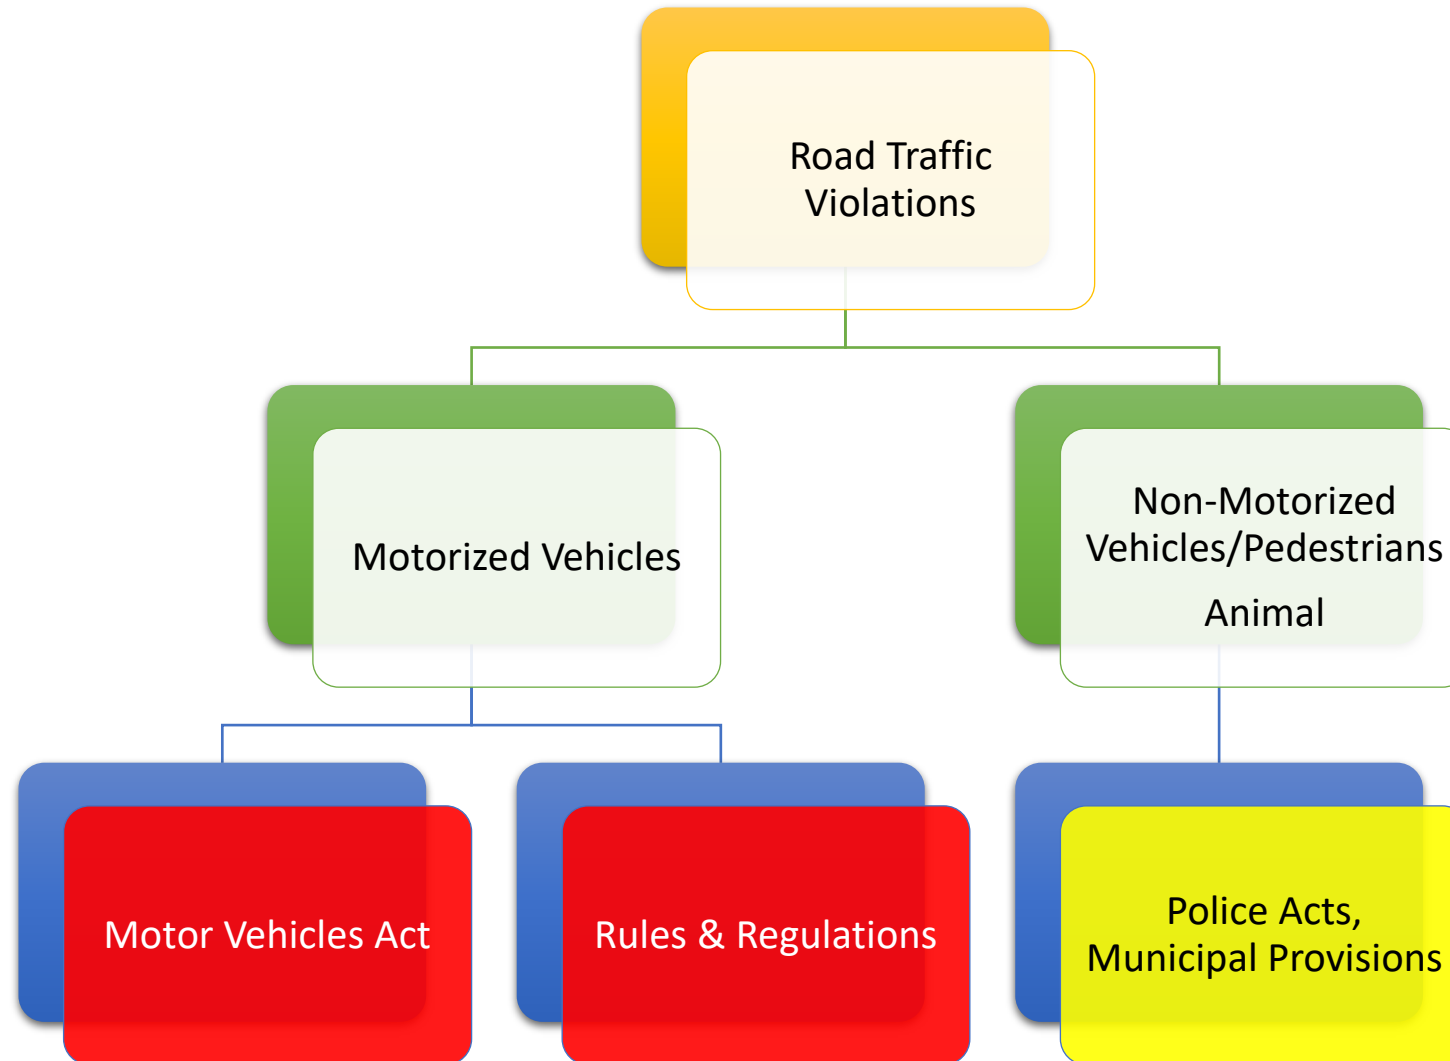 Road Traffic
Violations
Motorized Vehicles
Non-Motorized
Vehicles/Pedestrians
Animal
Motor Vehicles Act
Rules & Regulations
Police Acts,
Municipal Provisions